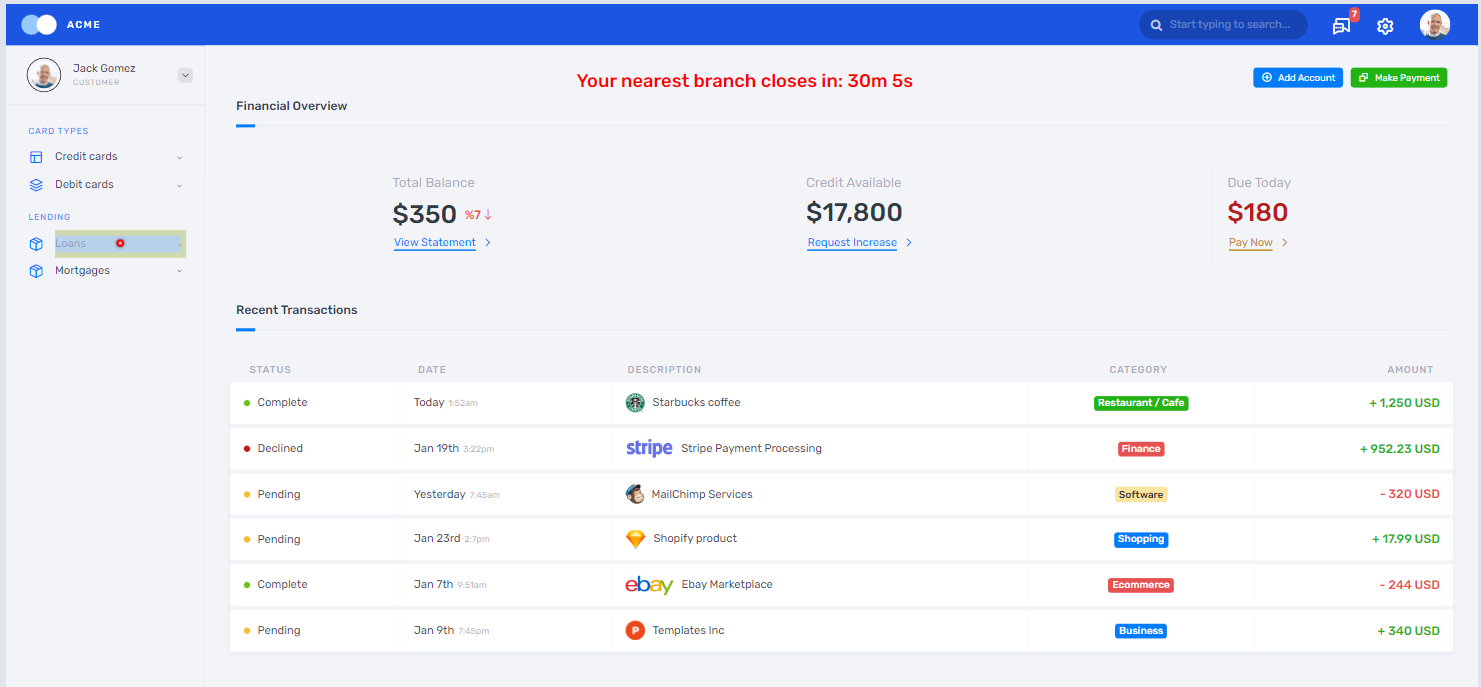 ACME
Start typing to search...
7
Jack Gomez
CUSTOMER
Your nearest branch closes in: 30m 5s
Add Account
Make Payment
Financial Overview
CARD TYPES
Credit cards
Debit cards
LENDING
Loans
Mortgages
Total Balance
$350 %7↓
View Statement
Credit Available
$17,800
Request Increase
Due Today
$180
Pay Now
Recent Transactions
STATUS DATE DESCRIPTION CATEGORY AMOUNT
Complete Today 1:52am Starbucks coffee Restaurant / Cafe + 1,250 USD
Declined Jan 19th 3:22pm stripe Stripe Payment Processing Finance + 952.23 USD
Pending Yesterday 7:45am MailChimp Services Software - 320 USD
Pending Jan 23rd 2:7pm Shopify product Shopping + 17.99 USD
Complete Jan 7th 9:51am ebay Ebay Marketplace Ecommerce - 244 USD
Pending Jan 9th 7:45pm P Templates Inc Business + 340 USD